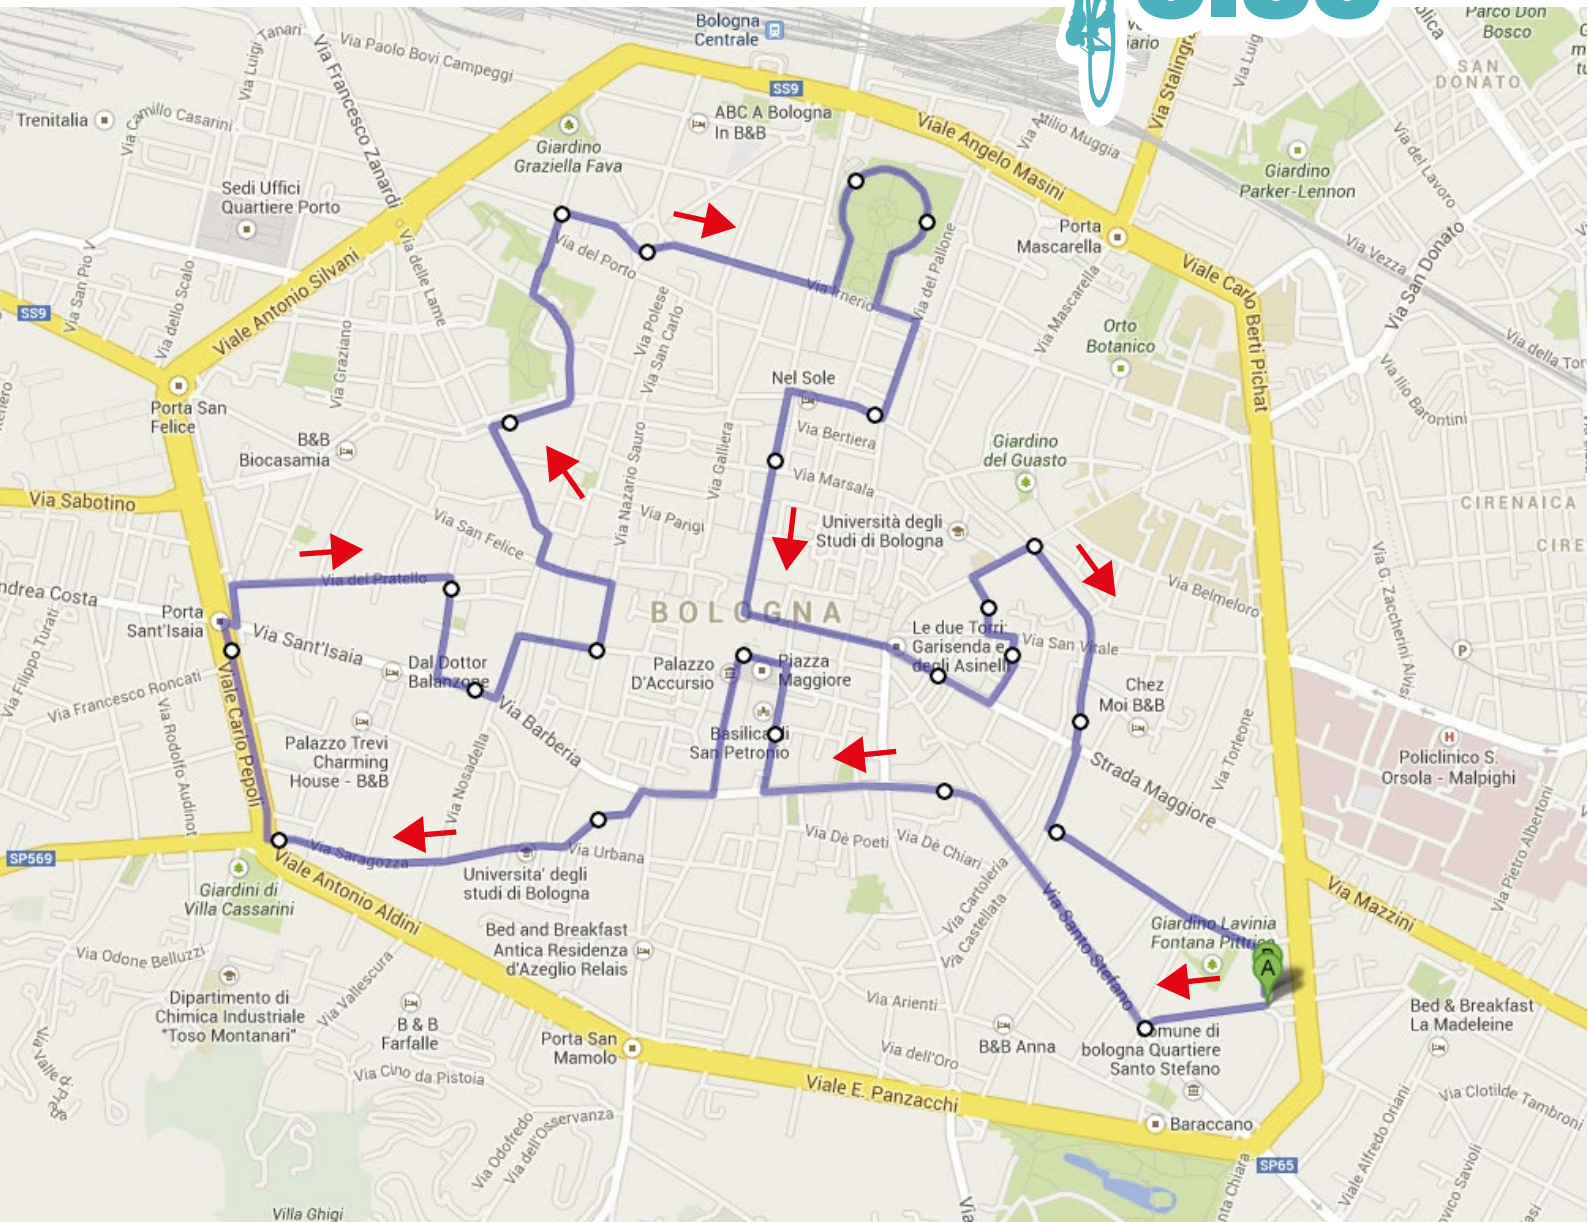 Bologna
Centrale
Parco Don
Bosco
SAN
DONATO
Via Luigi Tanari
Via Paolo Bovi Campeggi
Via Francesco Zanardi
SS9
Via Stalingra
Via Luig
Trenitalia
Via Camillo Casarini
ABC A Bologna
In B&B
Viale Angelo Masini
Giardino
Graziella Fava
Giardino
Parker-Lennon
Via del Lavoro
Sedi Uffici
Quartiere Porto
Porta
Mascarella
Via San Donato
Via Vezza
Via San Pio V
Via dello Scalo
Viale Antonio Silvani
Via delle Lame
Via del Porto
Via Irnerio
Via del Pallone
Via Mascarella
Viale Carlo Berti Pichat
SS9
Via Graziano
Via Polese
Via San Carlo
Orto
Botanico
Via della Tor
Via Ilio Barontini
Nel Sole
Porta San
Felice
B&B
Biocasamia
Via Bertiera
Via Galliera
Via Nazario Sauro
Giardino
del Guasto
Via Marsala
Via Sabotino
Via San Felice
Via Parigi
Università degli
Studi di Bologna
CIRENAICA
CIRE
Via G. Zaccherini Alvisi
Via del Pratello
ndrea Costa
Via Belmeloro
BOLOGNA
Porta
Sant'Isaia
Via Sant'Isaia
Le due Torri:
Garisenda e
degli Asinelli
Via San Vitale
P
Via Filippo Turati
Via Francesco Roncati
Dal Dottor
Balanzone
Palazzo
D'Accursio
Piazza
Maggiore
Chez
Moi B&B
Viale Carlo Pepoli
Via Rodolfo Audinot
Via Barberia
Basilica di
San Petronio
Via Torleone
H
Policlinico S.
Orsola - Malpighi
Palazzo Trevi
Charming
House - B&B
Via Nosadella
Strada Maggiore
Via Pietro Albertoni
SP569
Via Saragozza
Via Urbana
Via Dè Poeti
Via Dè Chiari
Via Cartoleria
Via Castellata
Via Mazzini
Viale Antonio Aldini
Universita' degli
studi di Bologna
Giardini di
Villa Cassarini
Via Santo Stefano
Giardino Lavinia
Fontana Pittrice
A
Bed and Breakfast
Antica Residenza
d'Azeglio Relais
Via Odone Belluzzi
Via Vallescura
Dipartimento di
Chimica Industriale
"Toso Montanari"
B & B
Farfalle
Via Arienti
B&B Anna
omune di
bologna Quartiere
Santo Stefano
Bed & Breakfast
La Madeleine
Porta San
Mamolo
Via dell'Oro
Via Cino da Pistoia
Viale E. Panzacchi
Via Clotilde Tambroni
Viale Alfredo Oriani
Via Odofredo
Via dell'Osservanza
Baraccano
SP65
nta Chiara
ovico Savioli
Villa Ghigi
Via